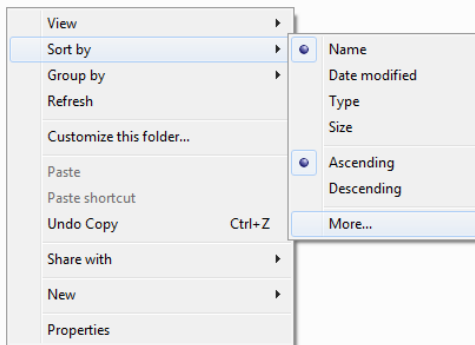 View
Sort by
Group by
Refresh
Customize this folder...
Paste
Paste shortcut
Undo Copy Ctrl+Z
Share with
New
Properties
Name
Date modified
Type
Size
Ascending
Descending
More...